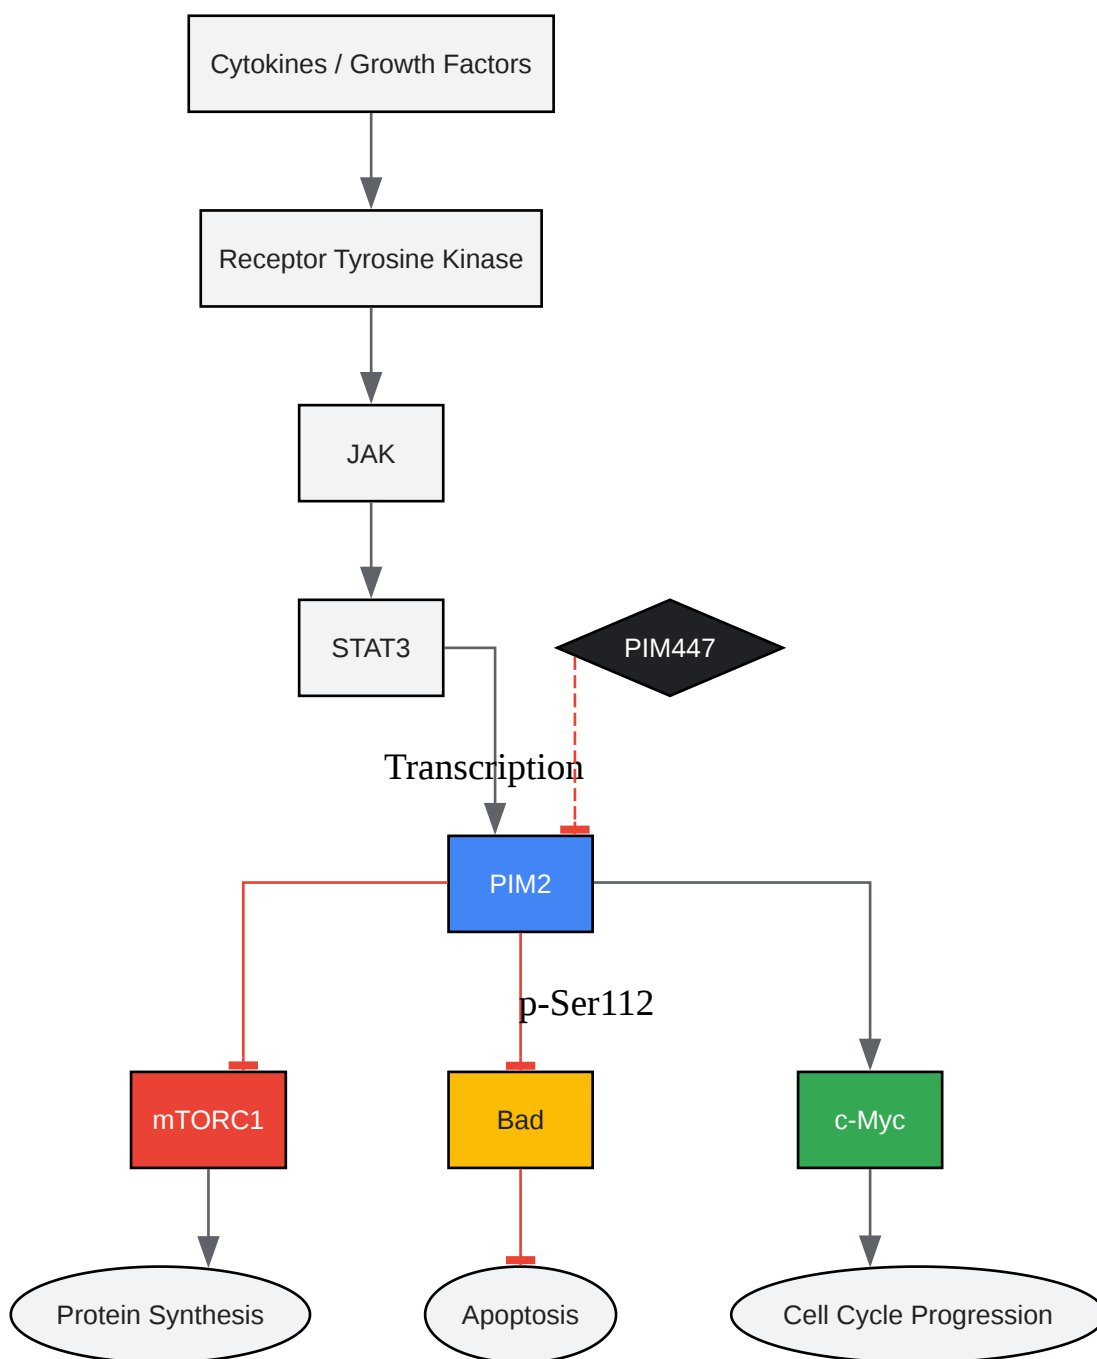 Cytokines / Growth Factors
Receptor Tyrosine Kinase
JAK
STAT3
PIM447
Transcription
PIM2
p-Ser112
mTORC1
Bad
c-Myc
Protein Synthesis
Apoptosis
Cell Cycle Progression